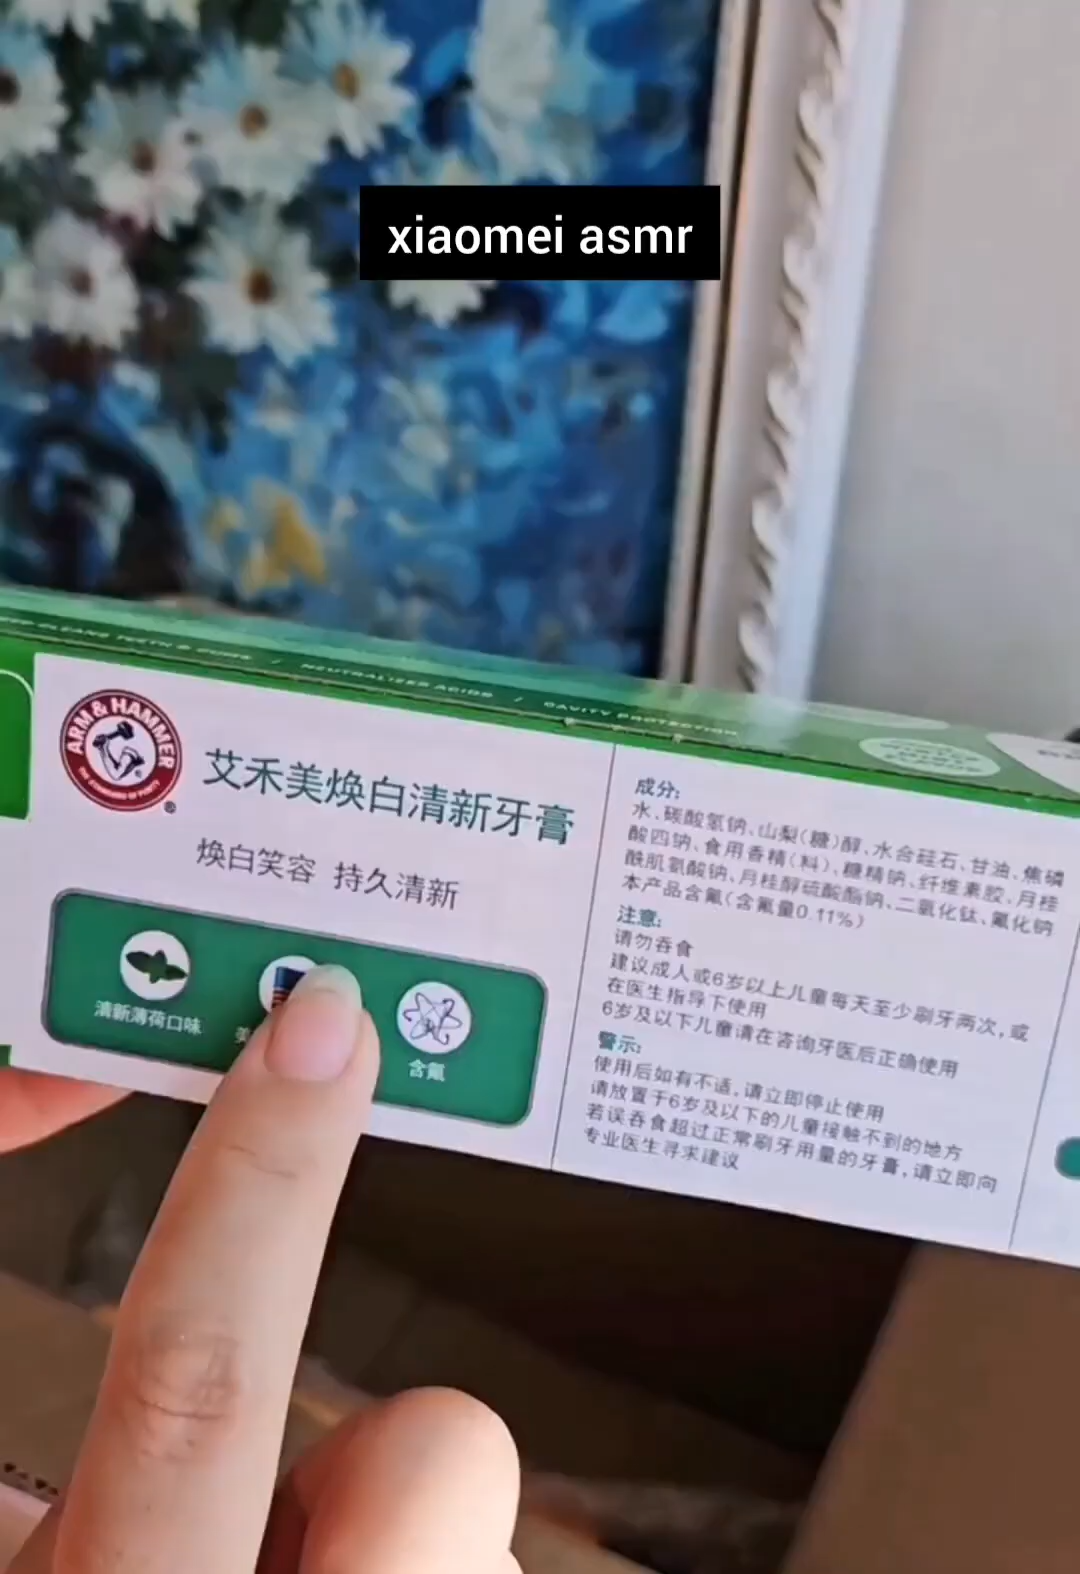 xiaomei asmr
TEETH & GUMS / NEUTRALIZES ACIDS / CAVITY PROTECTION
ARM & HAMMER
THE STANDARD OF PURITY
®
艾禾美焕白清新牙膏
焕白笑容 持久清新
清新薄荷口味
美
含氟
成分:
水、碳酸氢钠、山梨(糖)醇、水合硅石、甘油、焦磷
酸四钠、食用香精(料)、糖精钠、纤维素胶、月桂
酰肌氨酸钠、月桂醇硫酸酯钠、二氧化钛、氟化钠
本产品含氟(含氟量0.11%)
注意:
请勿吞食
建议成人或6岁以上儿童每天至少刷牙两次,或
在医生指导下使用
6岁及以下儿童请在咨询牙医后正确使用
警示:
使用后如有不适,请立即停止使用
请放置于6岁及以下的儿童接触不到的地方
若误吞食超过正常刷牙用量的牙膏,请立即向
专业医生寻求建议